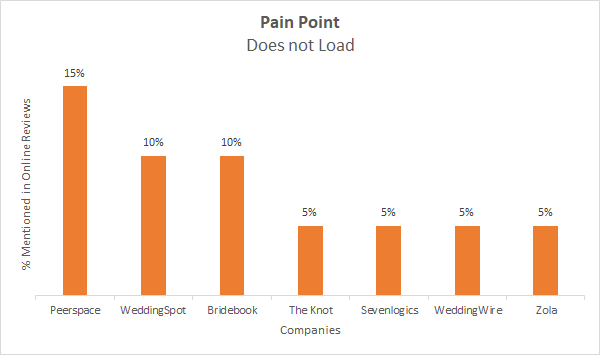 Pain Point
Does not Load
% Mentioned in Online Reviews
15%
10%
10%
5%
5%
5%
5%
Peerspace
WeddingSpot
Bridebook
The Knot
Sevenlogics
WeddingWire
Zola
Companies